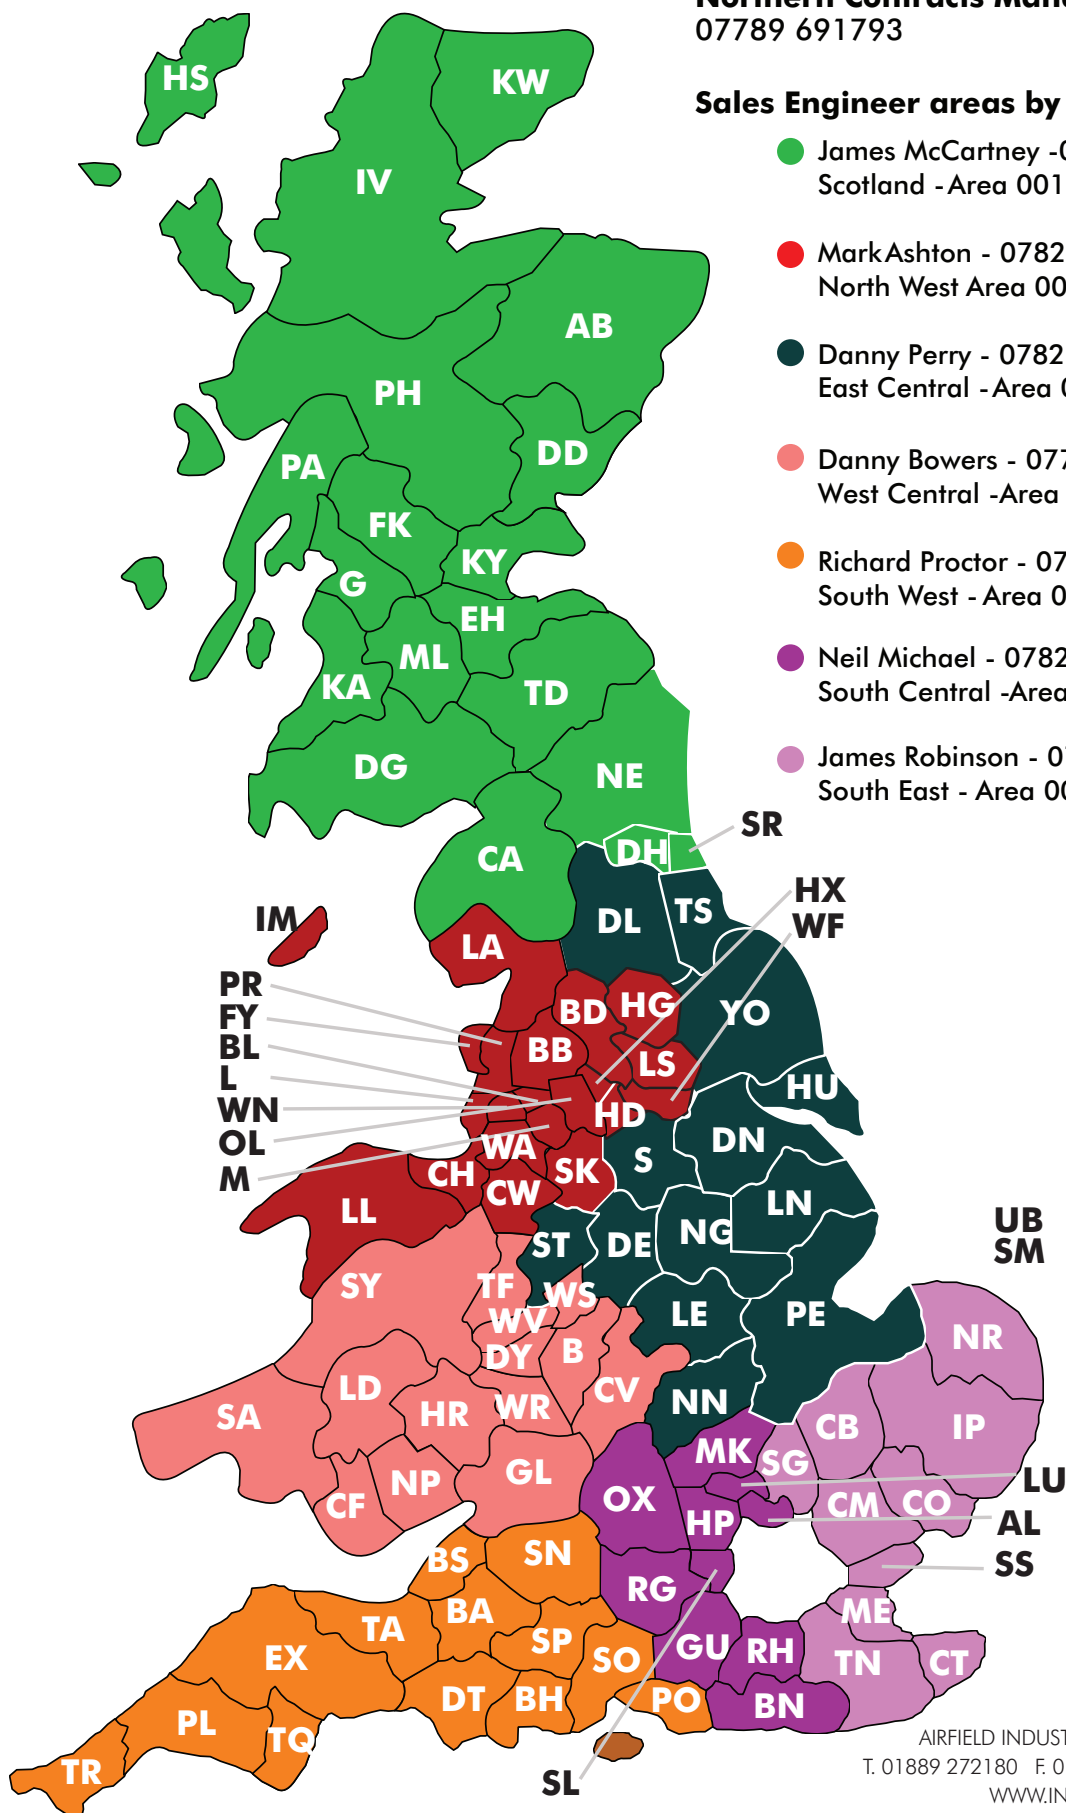 07789 691793
Sales Engineer areas by
James McCartney -0
Scotland - Area 001
MarkAshton - 0782
North West Area 00
Danny Perry - 0782
East Central - Area 0
Danny Bowers - 077
West Central -Area
Richard Proctor - 07
South West - Area 0
Neil Michael - 0782
South Central -Area
James Robinson - 07
South East - Area 00
HS
KW
IV
AB
PH
DD
PA
FK
KY
G
EH
ML
KA
TD
DG
NE
SR
DH
CA
HX
IM
TS
DL
WF
LA
PR
HG
BD
YO
FY
BL
BB
LS
L
HU
WN
HD
OL
DN
WA
M
CH
SK
S
CW
LN
LL
UB
NG
ST
DE
SM
SY
TF
WS
WV
LE
PE
NR
DY
B
LD
CV
NN
SA
HR
WR
CB
IP
MK
SG
GL
NP
LU
OX
CF
CM
CO
HP
AL
BS
SN
SS
RG
BA
ME
TA
SP
GU
RH
EX
SO
TN
CT
DT
BH
PO
BN
PL
TQ
TR
SL
AIRFIELD INDUST
T. 01889 272180 F. 0
WWW.IN